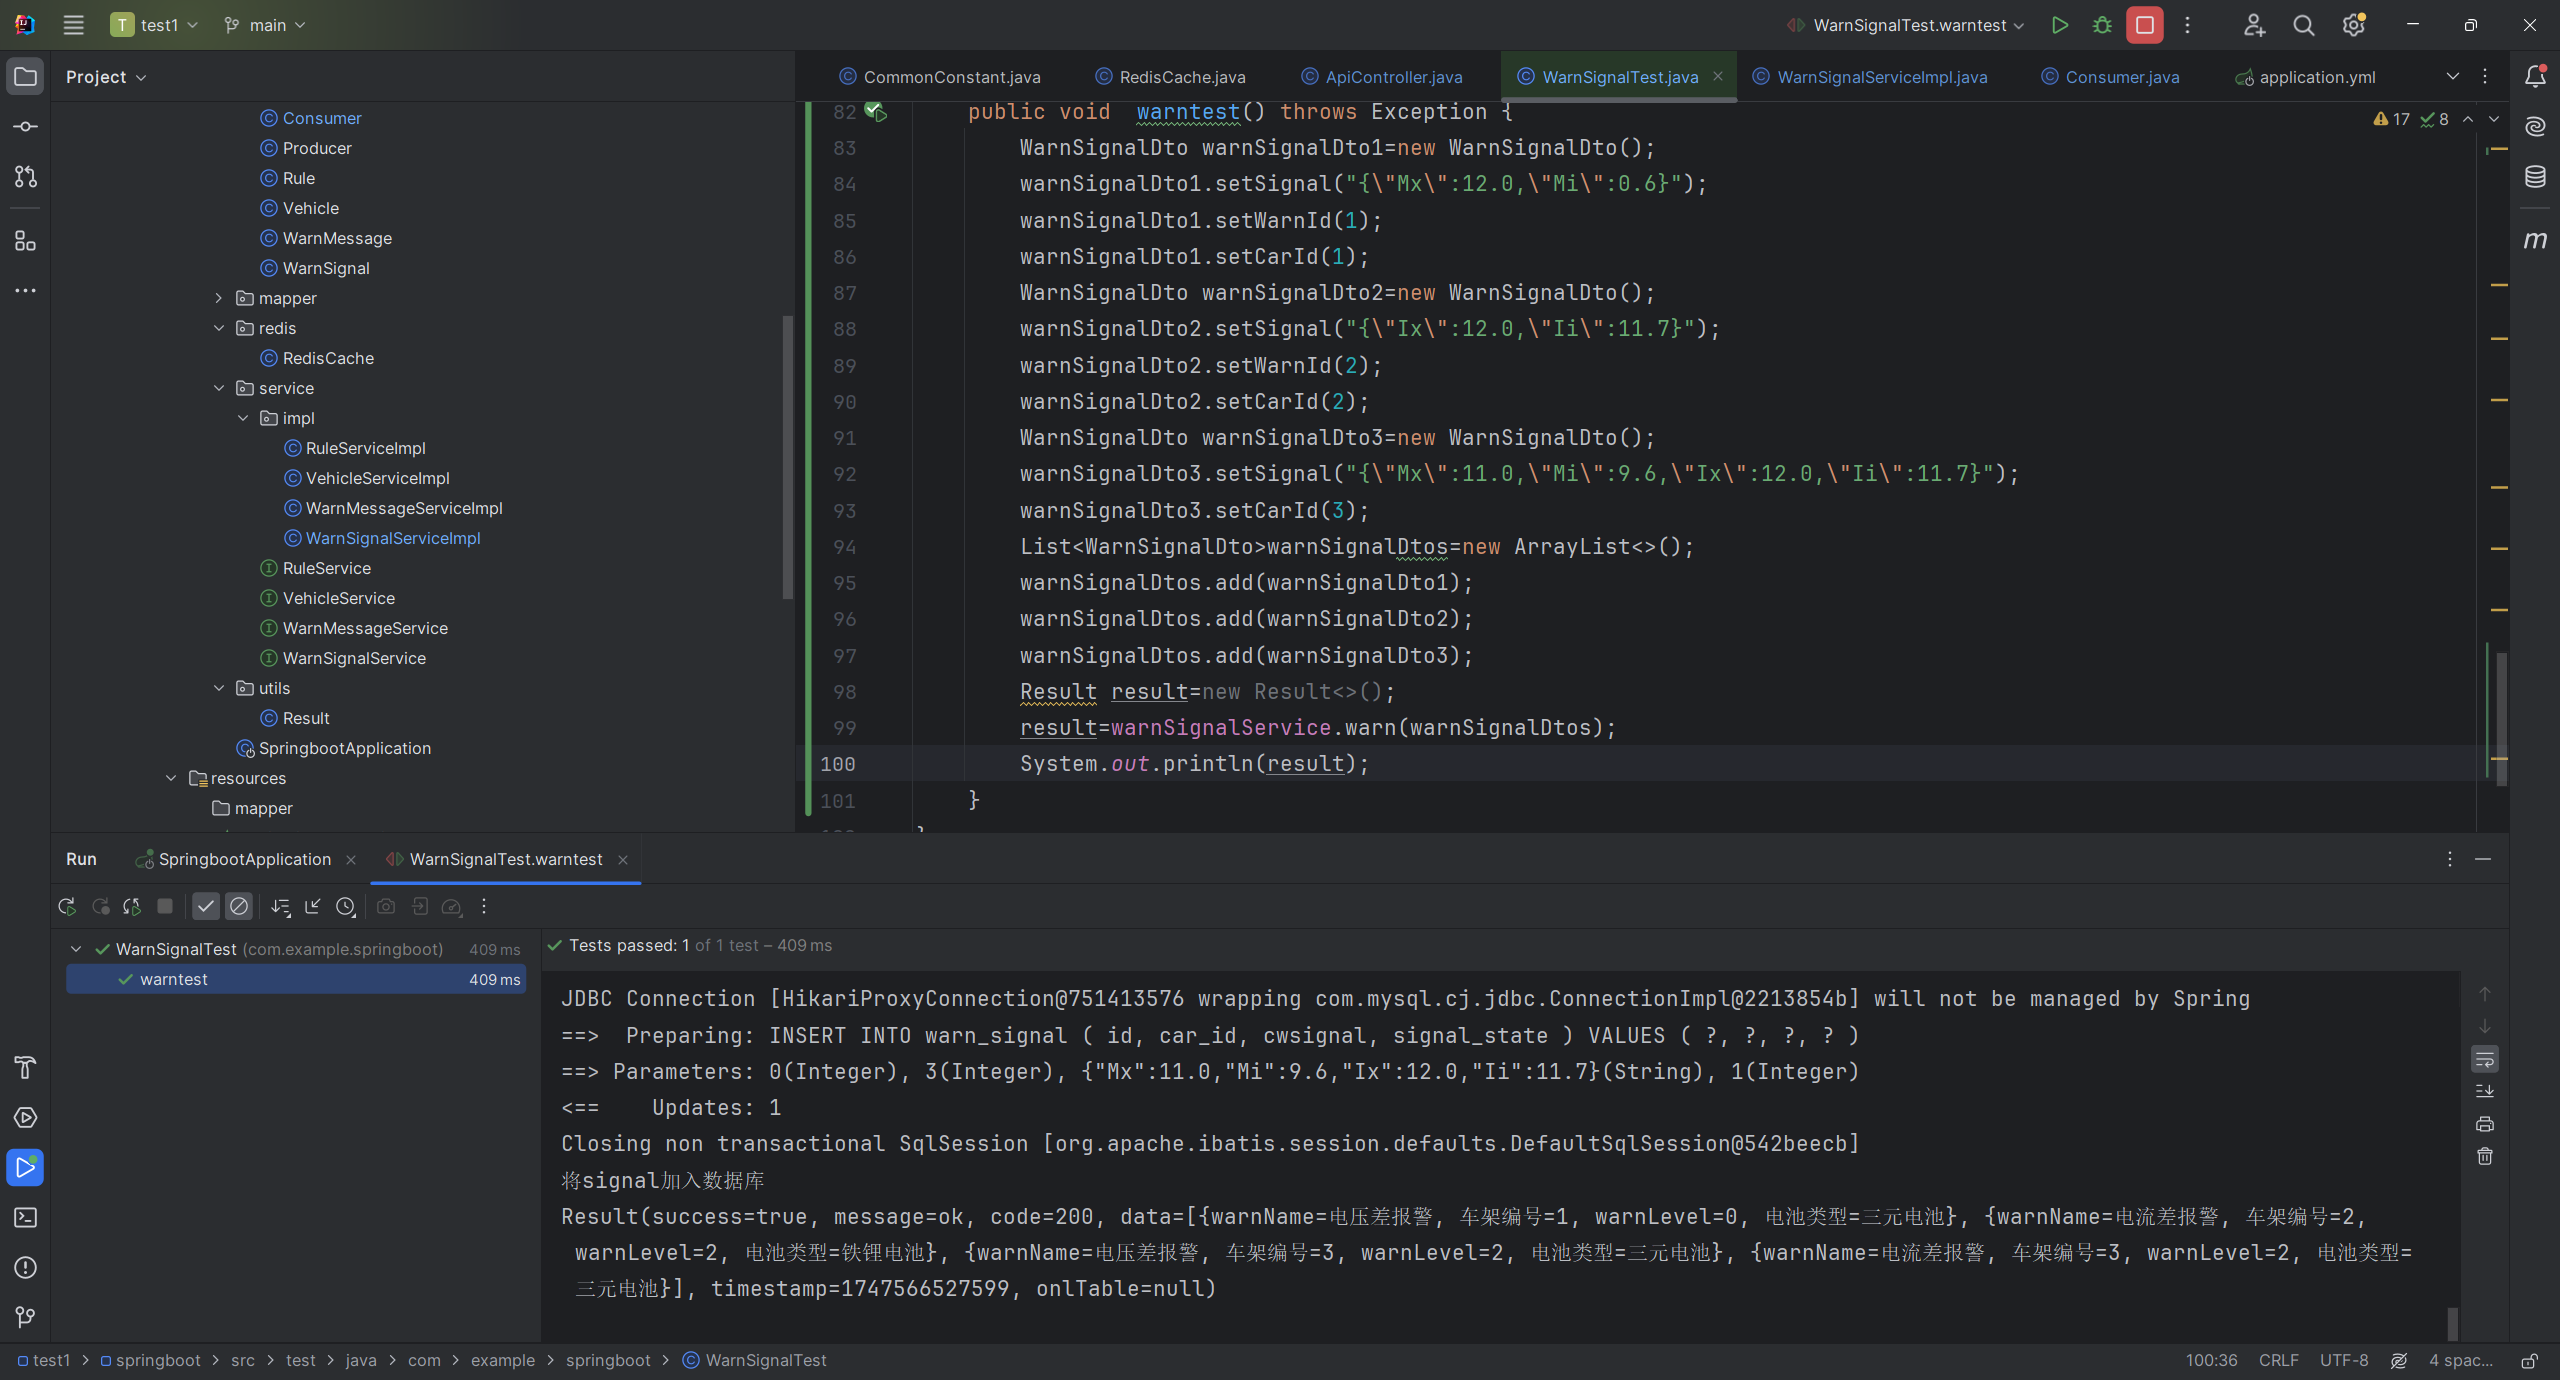 T test1 main WarnSignalTest.warntest
Project
CommonConstant.java RedisCache.java ApiController.java WarnSignalTest.java WarnSignalServiceImpl.java Consumer.java application.yml
Consumer
Producer
Rule
Vehicle
WarnMessage
WarnSignal
mapper
redis
RedisCache
service
impl
RuleServiceImpl
VehicleServiceImpl
WarnMessageServiceImpl
WarnSignalServiceImpl
RuleService
VehicleService
WarnMessageService
WarnSignalService
utils
Result
SpringbootApplication
resources
mapper
17 8
82 public void warntest() throws Exception {
83 WarnSignalDto warnSignalDto1=new WarnSignalDto();
84 warnSignalDto1.setSignal("{\"Mx\":12.0,\"Mi\":0.6}");
85 warnSignalDto1.setWarnId(1);
86 warnSignalDto1.setCarId(1);
87 WarnSignalDto warnSignalDto2=new WarnSignalDto();
88 warnSignalDto2.setSignal("{\"Ix\":12.0,\"Ii\":11.7}");
89 warnSignalDto2.setWarnId(2);
90 warnSignalDto2.setCarId(2);
91 WarnSignalDto warnSignalDto3=new WarnSignalDto();
92 warnSignalDto3.setSignal("{\"Mx\":11.0,\"Mi\":9.6,\"Ix\":12.0,\"Ii\":11.7}");
93 warnSignalDto3.setCarId(3);
94 List<WarnSignalDto>warnSignalDtos=new ArrayList<>();
95 warnSignalDtos.add(warnSignalDto1);
96 warnSignalDtos.add(warnSignalDto2);
97 warnSignalDtos.add(warnSignalDto3);
98 Result result=new Result<>();
99 result=warnSignalService.warn(warnSignalDtos);
100 System.out.println(result);
101 }
Run SpringbootApplication WarnSignalTest.warntest
WarnSignalTest (com.example.springboot) 409 ms
warntest 409 ms
Tests passed: 1 of 1 test – 409 ms
JDBC Connection [HikariProxyConnection@751413576 wrapping com.mysql.cj.jdbc.ConnectionImpl@2213854b] will not be managed by Spring
==>  Preparing: INSERT INTO warn_signal ( id, car_id, cwsignal, signal_state ) VALUES ( ?, ?, ?, ? )
==> Parameters: 0(Integer), 3(Integer), {"Mx":11.0,"Mi":9.6,"Ix":12.0,"Ii":11.7}(String), 1(Integer)
<==    Updates: 1
Closing non transactional SqlSession [org.apache.ibatis.session.defaults.DefaultSqlSession@542beecb]
将signal加入数据库
Result(success=true, message=ok, code=200, data=[{warnName=电压差报警, 车架编号=1, warnLevel=0, 电池类型=三元电池}, {warnName=电流差报警, 车架编号=2,
warnLevel=2, 电池类型=铁锂电池}, {warnName=电压差报警, 车架编号=3, warnLevel=2, 电池类型=三元电池}, {warnName=电流差报警, 车架编号=3, warnLevel=2, 电池类型=
三元电池}], timestamp=1747566527599, onlTable=null)
test1 > springboot > src > test > java > com > example > springboot > WarnSignalTest
100:36 CRLF UTF-8 4 spac...